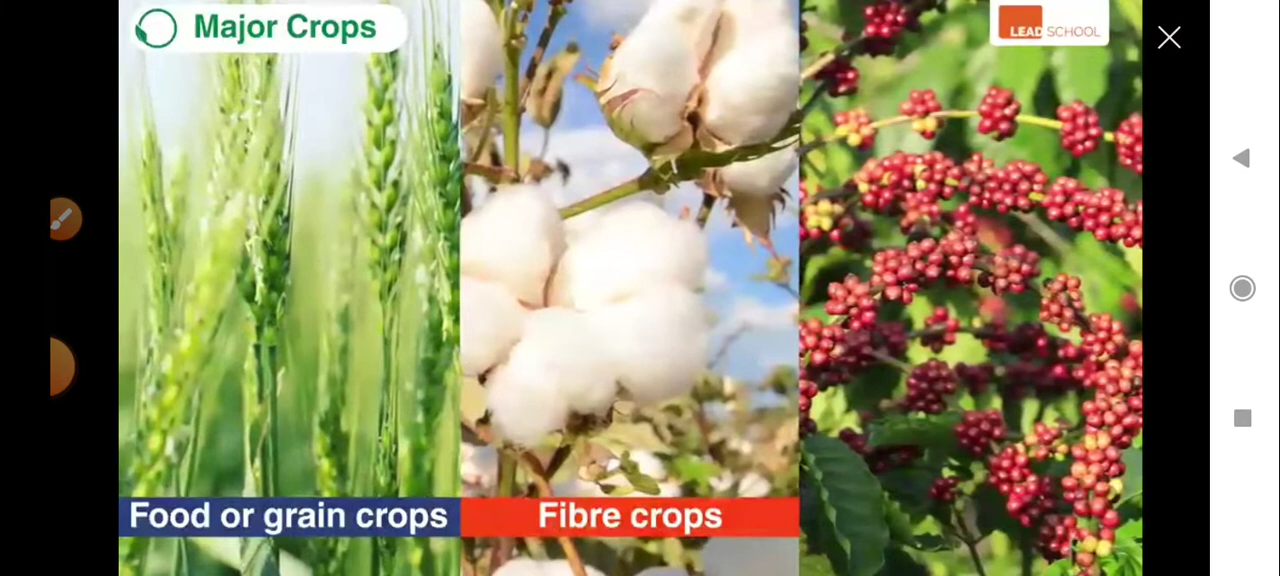 Major Crops
LEAD SCHOOL
Food or grain crops
Fibre crops